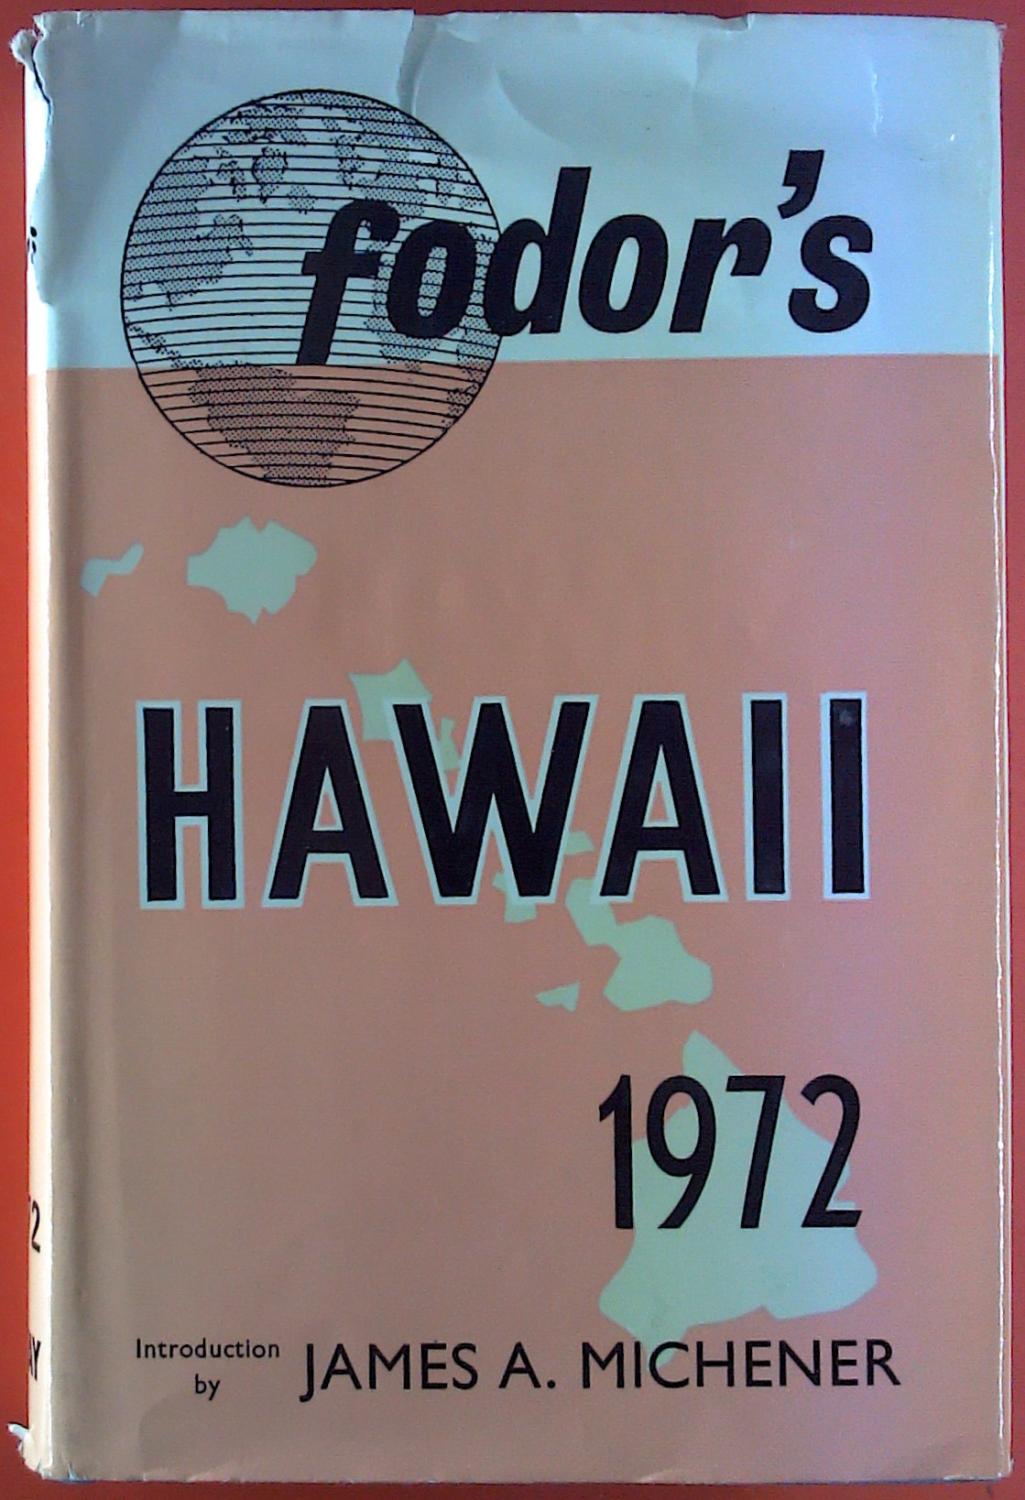 fodor's
HAWAII
1972
Introduction
by
JAMES A. MICHENER